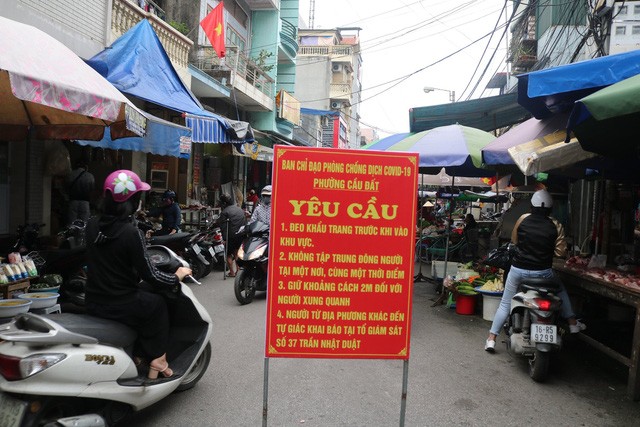 BAN CHỈ ĐẠO PHÒNG CHỐNG DỊCH COVID-19
PHƯỜNG CẦU ĐẤT
YÊU CẦU
1. ĐEO KHẨU TRANG TRƯỚC KHI VÀO
KHU VỰC.
2. KHÔNG TẬP TRUNG ĐÔNG NGƯỜI
TẠI MỘT NƠI, CÙNG MỘT THỜI ĐIỂM
3. GIỮ KHOẢNG CÁCH 2M ĐỐI VỚI
NGƯỜI XUNG QUANH
4. NGƯỜI TỪ ĐỊA PHƯƠNG KHÁC ĐẾN
TỰ GIÁC KHAI BÁO TẠI TỔ GIÁM SÁT
SỐ 37 TRẦN NHẬT DUẬT
16-R5
9299